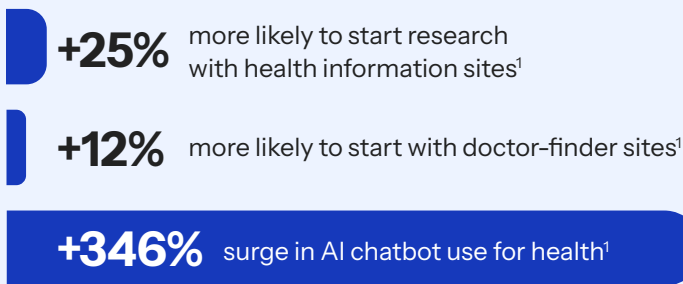 +25% more likely to start research
with health information sites¹
+12% more likely to start with doctor-finder sites¹
+346% surge in AI chatbot use for health¹